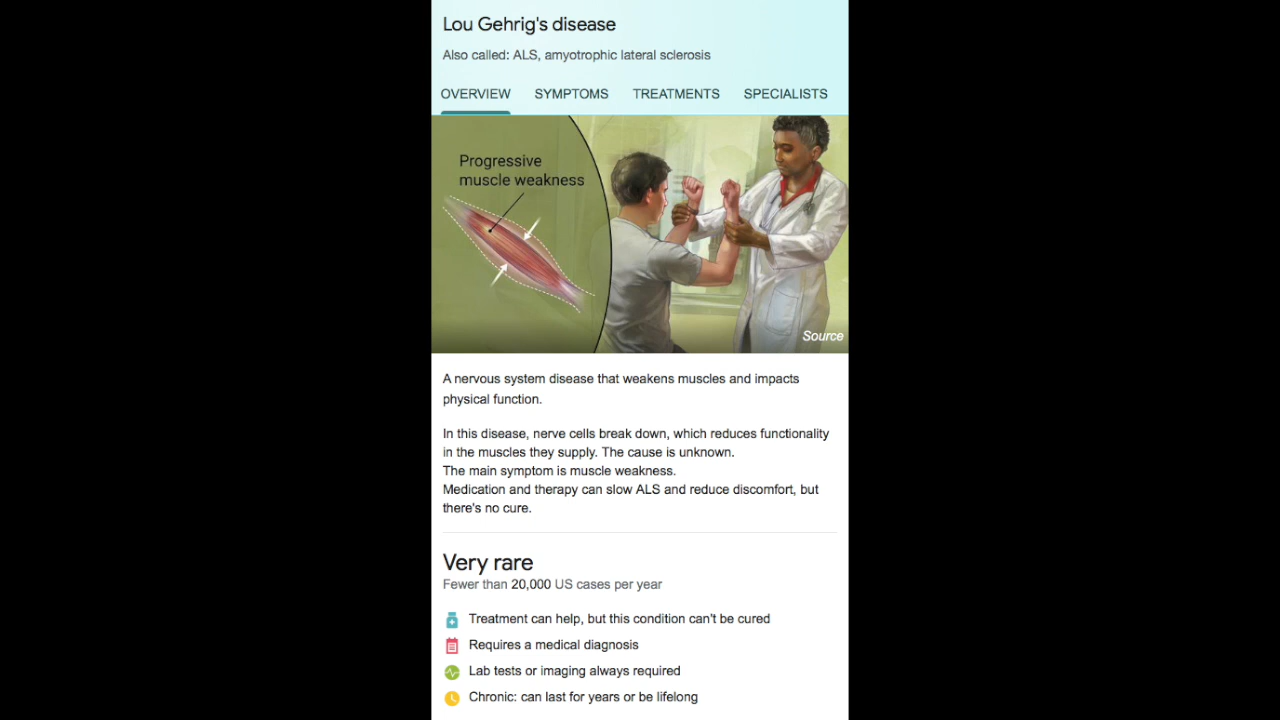 Lou Gehrig's disease
Also called: ALS, amyotrophic lateral sclerosis
OVERVIEW SYMPTOMS TREATMENTS SPECIALISTS
Progressive
muscle weakness
Source
A nervous system disease that weakens muscles and impacts
physical function.
In this disease, nerve cells break down, which reduces functionality
in the muscles they supply. The cause is unknown.
The main symptom is muscle weakness.
Medication and therapy can slow ALS and reduce discomfort, but
there's no cure.
Very rare
Fewer than 20,000 US cases per year
Treatment can help, but this condition can't be cured
Requires a medical diagnosis
Lab tests or imaging always required
Chronic: can last for years or be lifelong